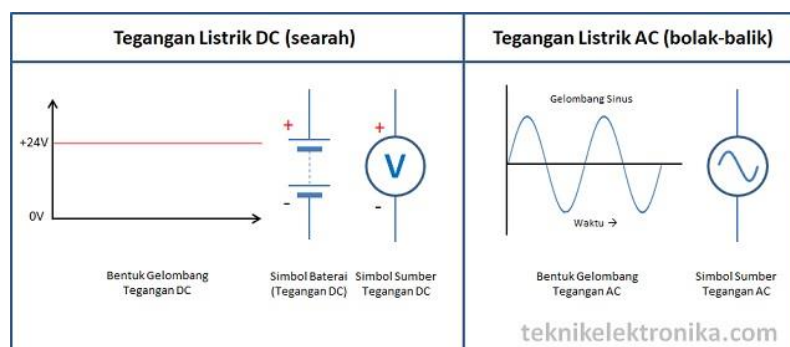 Tegangan Listrik DC (searah)
Tegangan Listrik AC (bolak-balik)
+24V
0V
+
-
+
V
-
Bentuk Gelombang
Tegangan DC
Simbol Baterai
(Tegangan DC)
Simbol Sumber
Tegangan DC
Gelombang Sinus
Waktu →
Bentuk Gelombang
Tegangan AC
Simbol Sumber
Tegangan AC
teknikelektronika.com